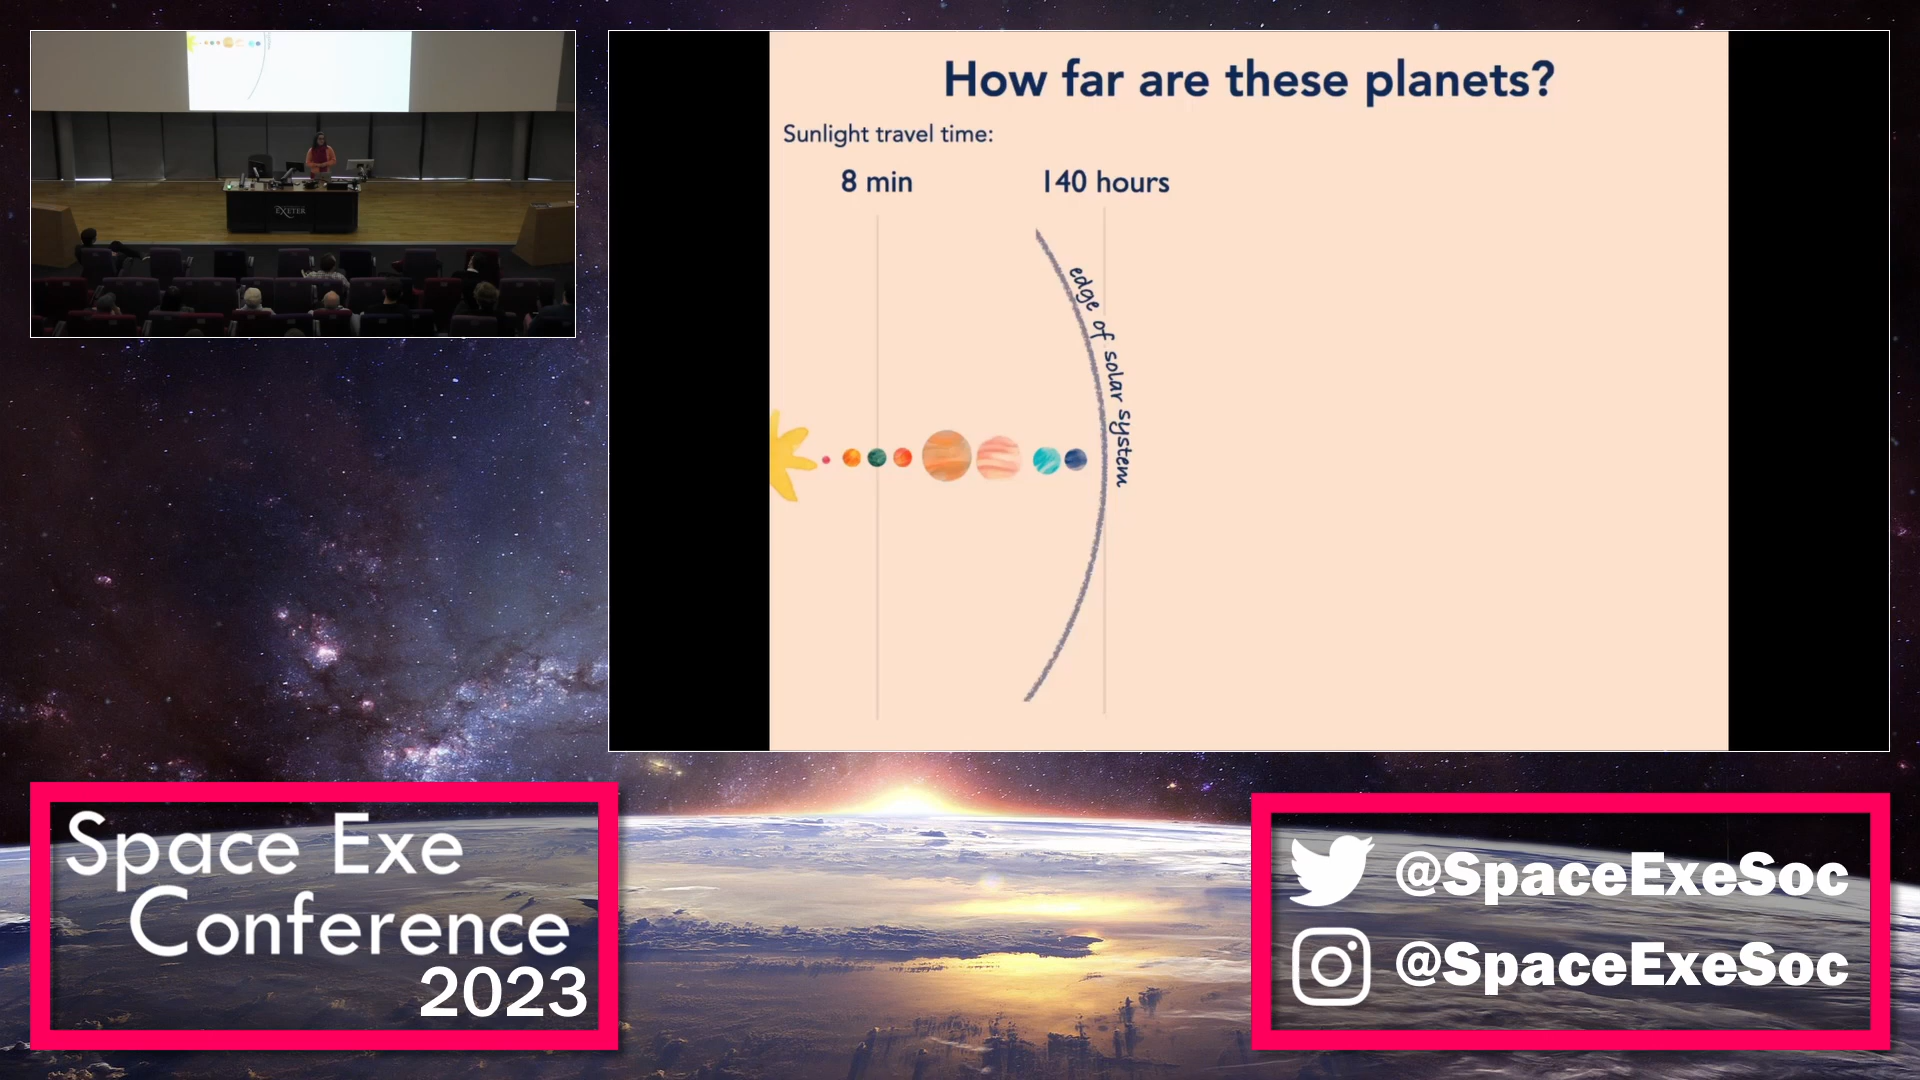 How far are these planets?
Sunlight travel time:
8 min
140 hours
edge of solar system
EXETER
Space Exe
Conference
2023
@SpaceExeSoc
@SpaceExeSoc